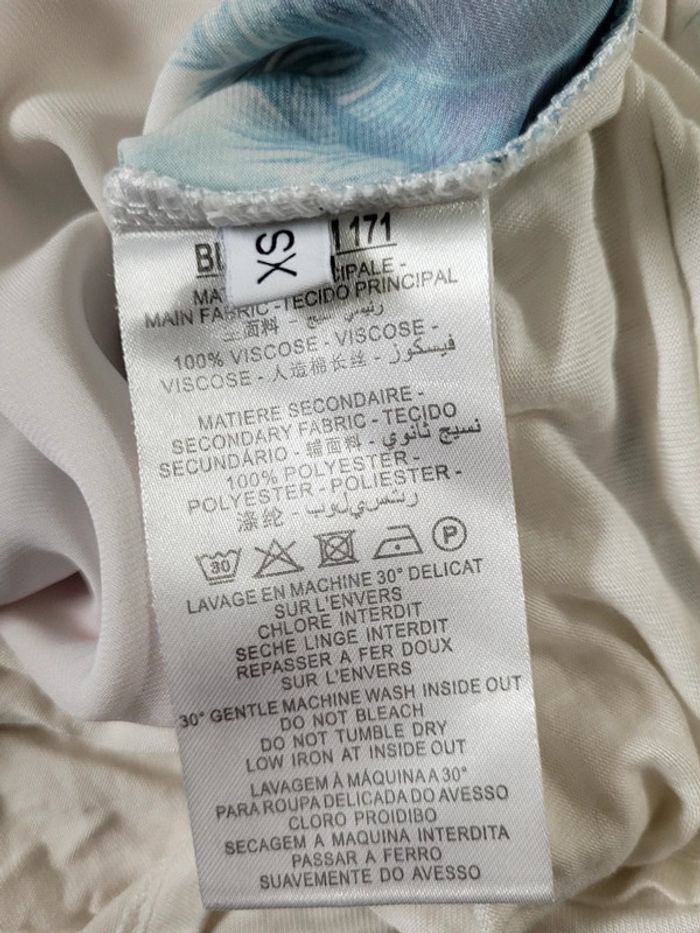 XS
171
MAIN FABRIC -TECIDO PRINCIPAL
主面料 - نسيج رئيسي
100% VISCOSE - VISCOSE -
VISCOSE - 人造棉长丝 - فيسكوز
MATIERE SECONDAIRE -
SECONDARY FABRIC - TECIDO
SECUNDÁRIO - 辅面料 - نسيج ثانوي
100% POLYESTER -
POLYESTER - POLIESTER -
涤纶 -
30
P
LAVAGE EN MACHINE 30° DELICAT
SUR L'ENVERS
CHLORE INTERDIT
SECHE LINGE INTERDIT
REPASSER A FER DOUX
SUR L'ENVERS
30° GENTLE MACHINE WASH INSIDE OUT
DO NOT BLEACH
DO NOT TUMBLE DRY
LOW IRON AT INSIDE OUT
LAVAGEM À MÁQUINA A 30°
PARA ROUPA DELICADA DO AVESSO
CLORO PROIDIBO
SECAGEM A MAQUINA INTERDITA
PASSAR A FERRO
SUAVEMENTE DO AVESSO